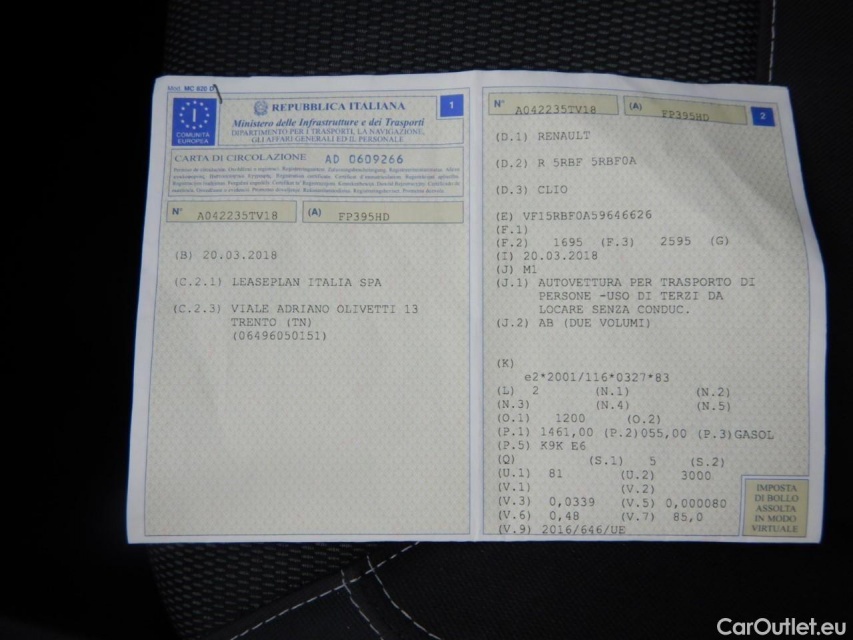 Mod. MC 820 D
I
COMUNITÀ
EUROPEA
REPUBBLICA ITALIANA
Ministero delle Infrastrutture e dei Trasporti
DIPARTIMENTO PER I TRASPORTI, LA NAVIGAZIONE,
GLI AFFARI GENERALI ED IL PERSONALE
1
CARTA DI CIRCOLAZIONE AD 0609266
N° A042235TV18 (A) FP395HD
(B) 20.03.2018
(C.2.1) LEASEPLAN ITALIA SPA
(C.2.3) VIALE ADRIANO OLIVETTI 13
TRENTO (TN)
(06496050151)
N° A042235TV18 (A) FP395HD 2
(D.1) RENAULT
(D.2) R 5RBF 5RBF0A
(D.3) CLIO
(E) VF15RBF0A59646626
(F.1)
(F.2) 1695 (F.3) 2595 (G)
(I) 20.03.2018
(J) M1
(J.1) AUTOVETTURA PER TRASPORTO DI
PERSONE -USO DI TERZI DA
LOCARE SENZA CONDUC.
(J.2) AB (DUE VOLUMI)
(K)
e2*2001/116*0327*83
(L) 2 (N.1) (N.2)
(N.3) (N.4) (N.5)
(O.1) 1200 (O.2)
(P.1) 1461,00 (P.2)055,00 (P.3)GASOL
(P.5) K9K E6
(Q) (S.1) 5 (S.2)
(U.1) 81 (U.2) 3000
(V.1) (V.2)
(V.3) 0,0339 (V.5) 0,000080
(V.6) 0,48 (V.7) 85,0
(V.9) 2016/646/UE
IMPOSTA
DI BOLLO
ASSOLTA
IN MODO
VIRTUALE
CarOutlet.eu